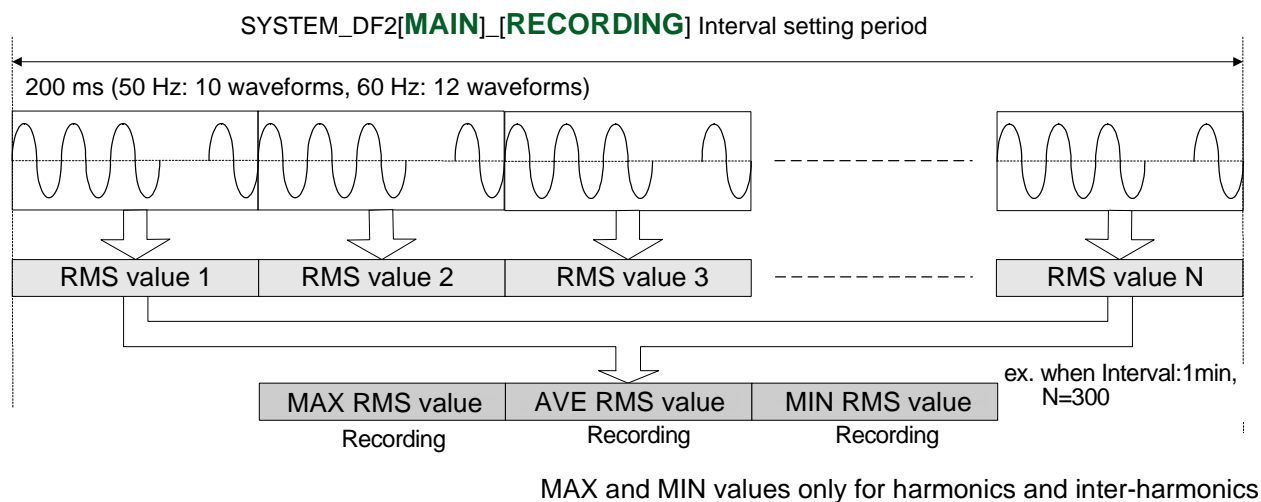 SYSTEM_DF2[MAIN]_[RECORDING] Interval setting period
200 ms (50 Hz: 10 waveforms, 60 Hz: 12 waveforms)
RMS value 1
RMS value 2
RMS value 3
RMS value N
ex. when Interval:1min,
N=300
MAX RMS value
AVE RMS value
MIN RMS value
Recording
Recording
Recording
MAX and MIN values only for harmonics and inter-harmonics